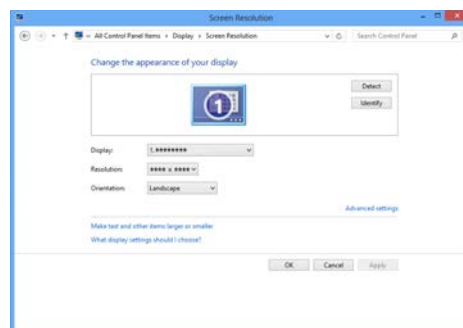 Screen Resolution
All Control Panel Items Display Screen Resolution
Search Control Panel
Change the appearance of your display
1
Detect
Identify
Display: 1. ********
Resolution: **** x ****
Orientation: Landscape
Advanced settings
Make text and other items larger or smaller
What display settings should I choose?
OK Cancel Apply